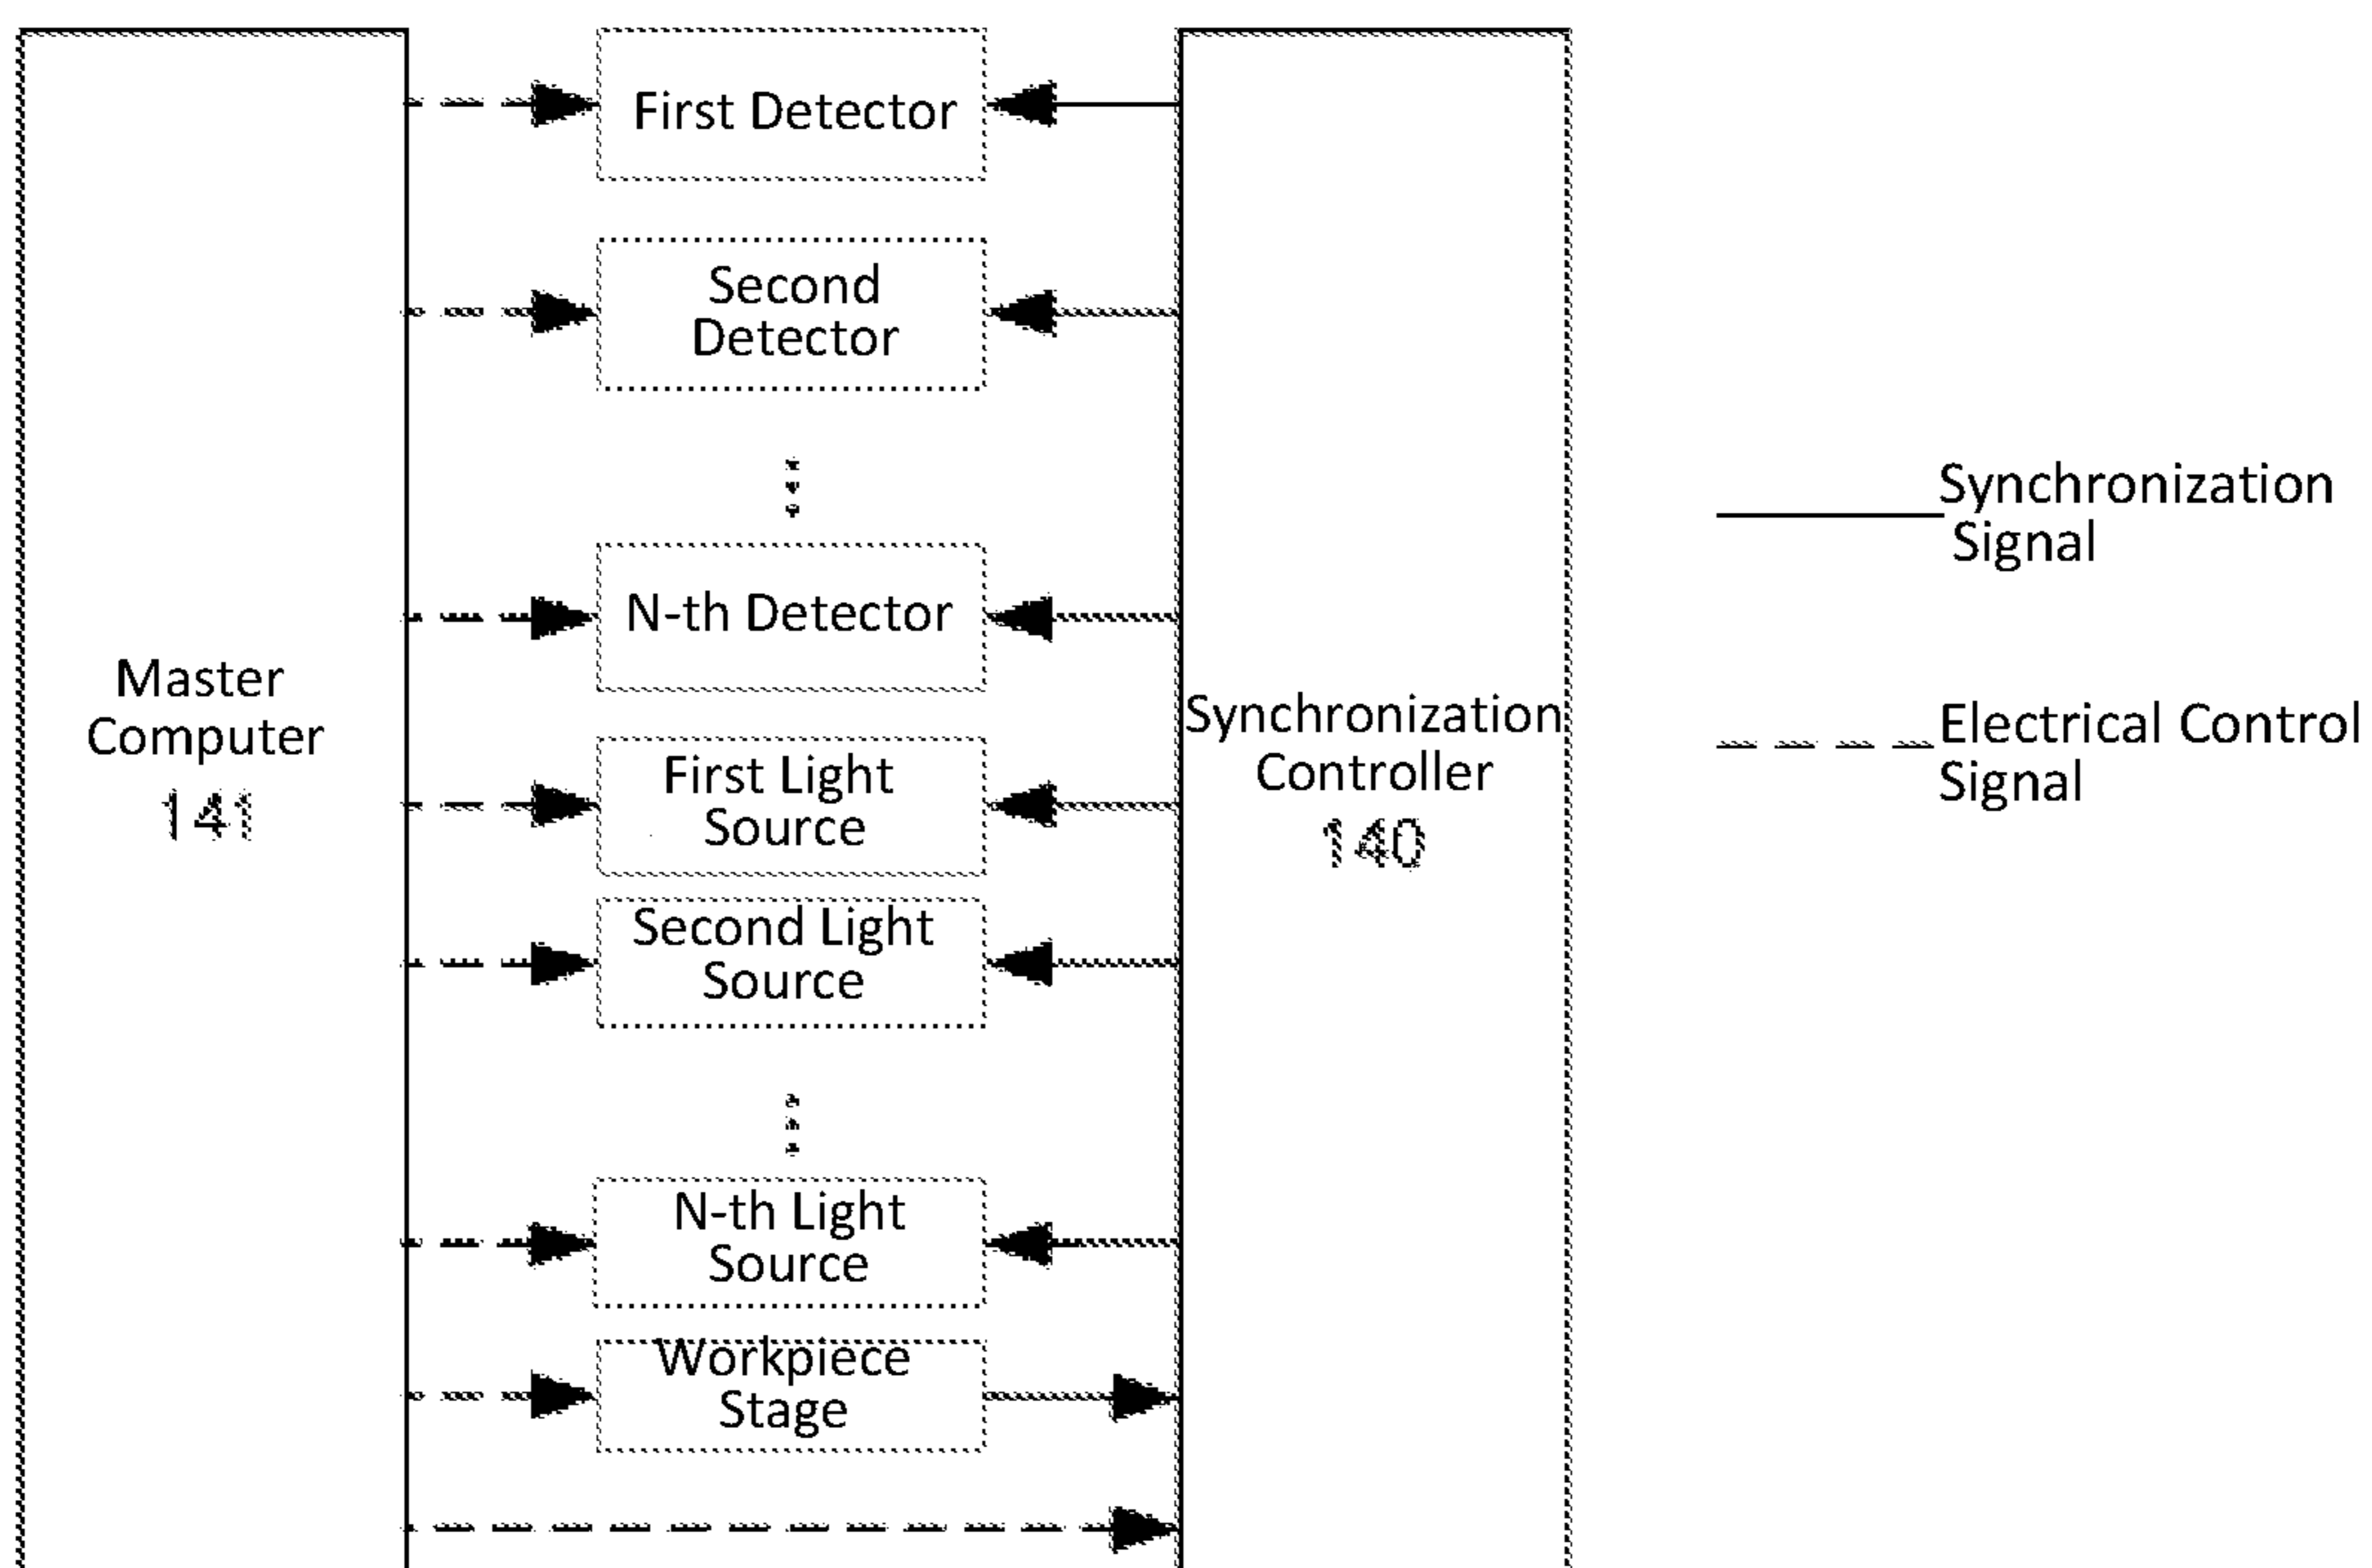 First Detector
Second
Detector
N-th Detector
Master
Computer
141
First Light
Source
Second Light
Source
N-th Light
Source
Workpiece
Stage
Synchronization
Controller
140
Synchronization
Signal
Electrical Control
Signal